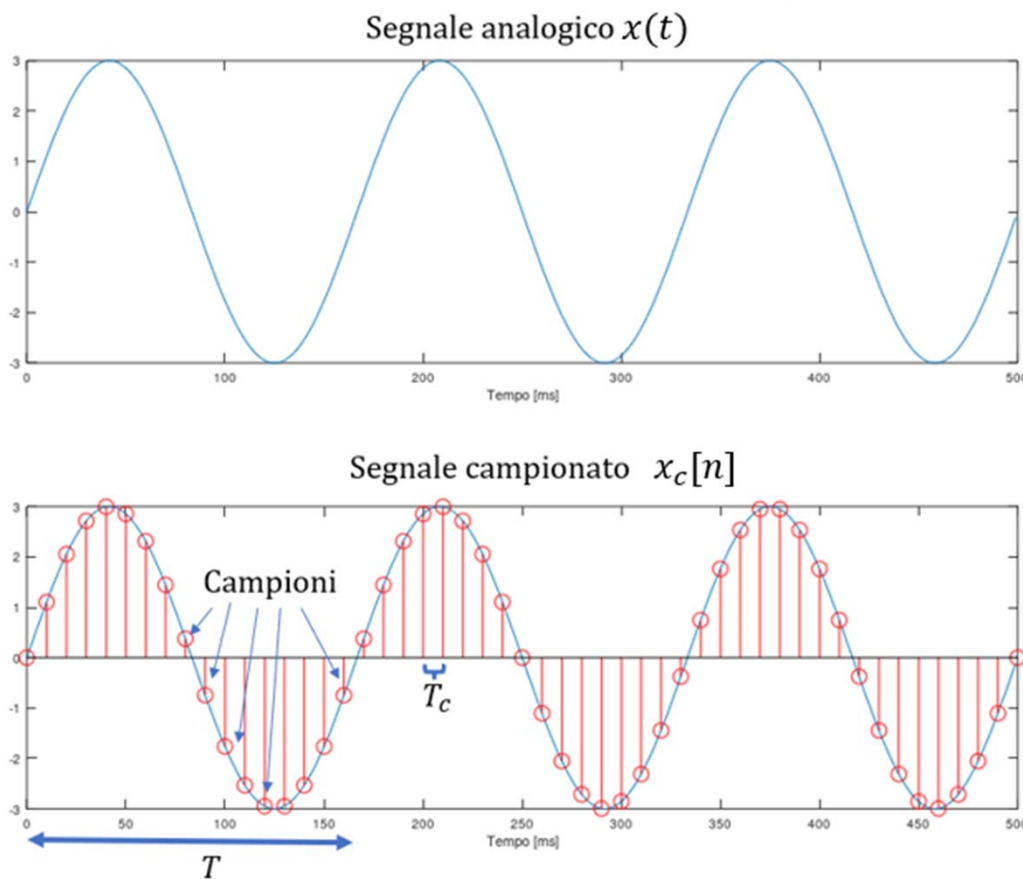 Segnale analogico x(t)
3
2
1
0
-1
-2
-3
0 100 200 300 400 500
Tempo [ms]
Segnale campionato x_c[n]
3
2
1
0
-1
-2
-3
Campioni
T_c
0 50 100 150 200 250 300 350 400 450 500
Tempo [ms]
T